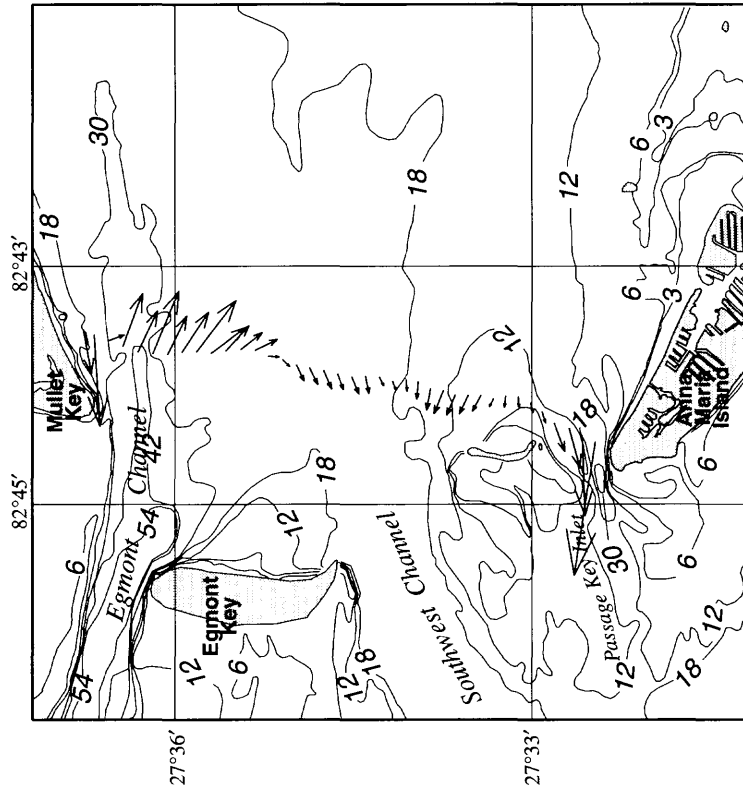 82°45′
82°43′
27°36′
27°33′
Mullet
Key
18
30
6
Channel
42
54
Egmont
54
Egmont
Key
12
6
12
18
12
18
18
12
Southwest Channel
12
18
Passage Key Inlet
30
12
6
12
12
18
6
3
6
3
6
Anna
Maria
Island